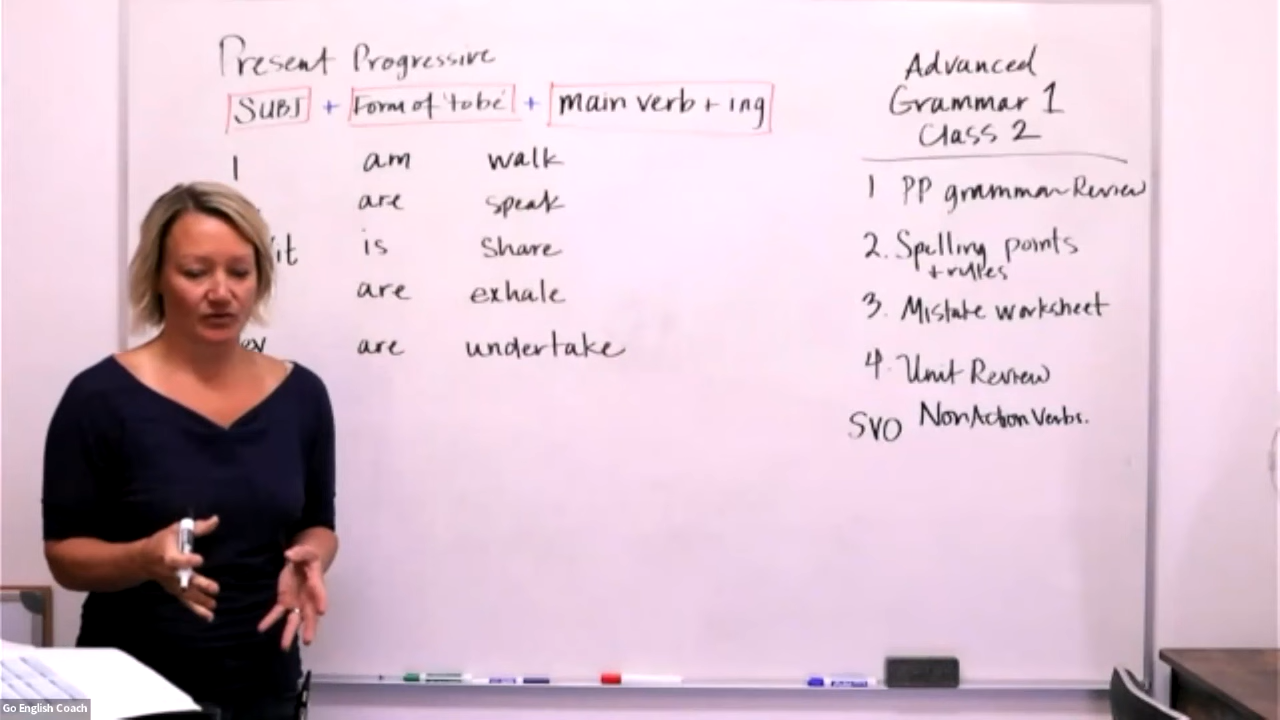 Present Progressive
SUBJ + Form of 'to be' + main verb + ing
I am walk
are speak
it is Share
are exhale
are undertake
Advanced
Grammar 1
Class 2
1 PP grammar Review
2. Spelling points
+ rules
3. Mistake worksheet
4. Unit Review
SVO NonAction Verbs.
Go English Coach